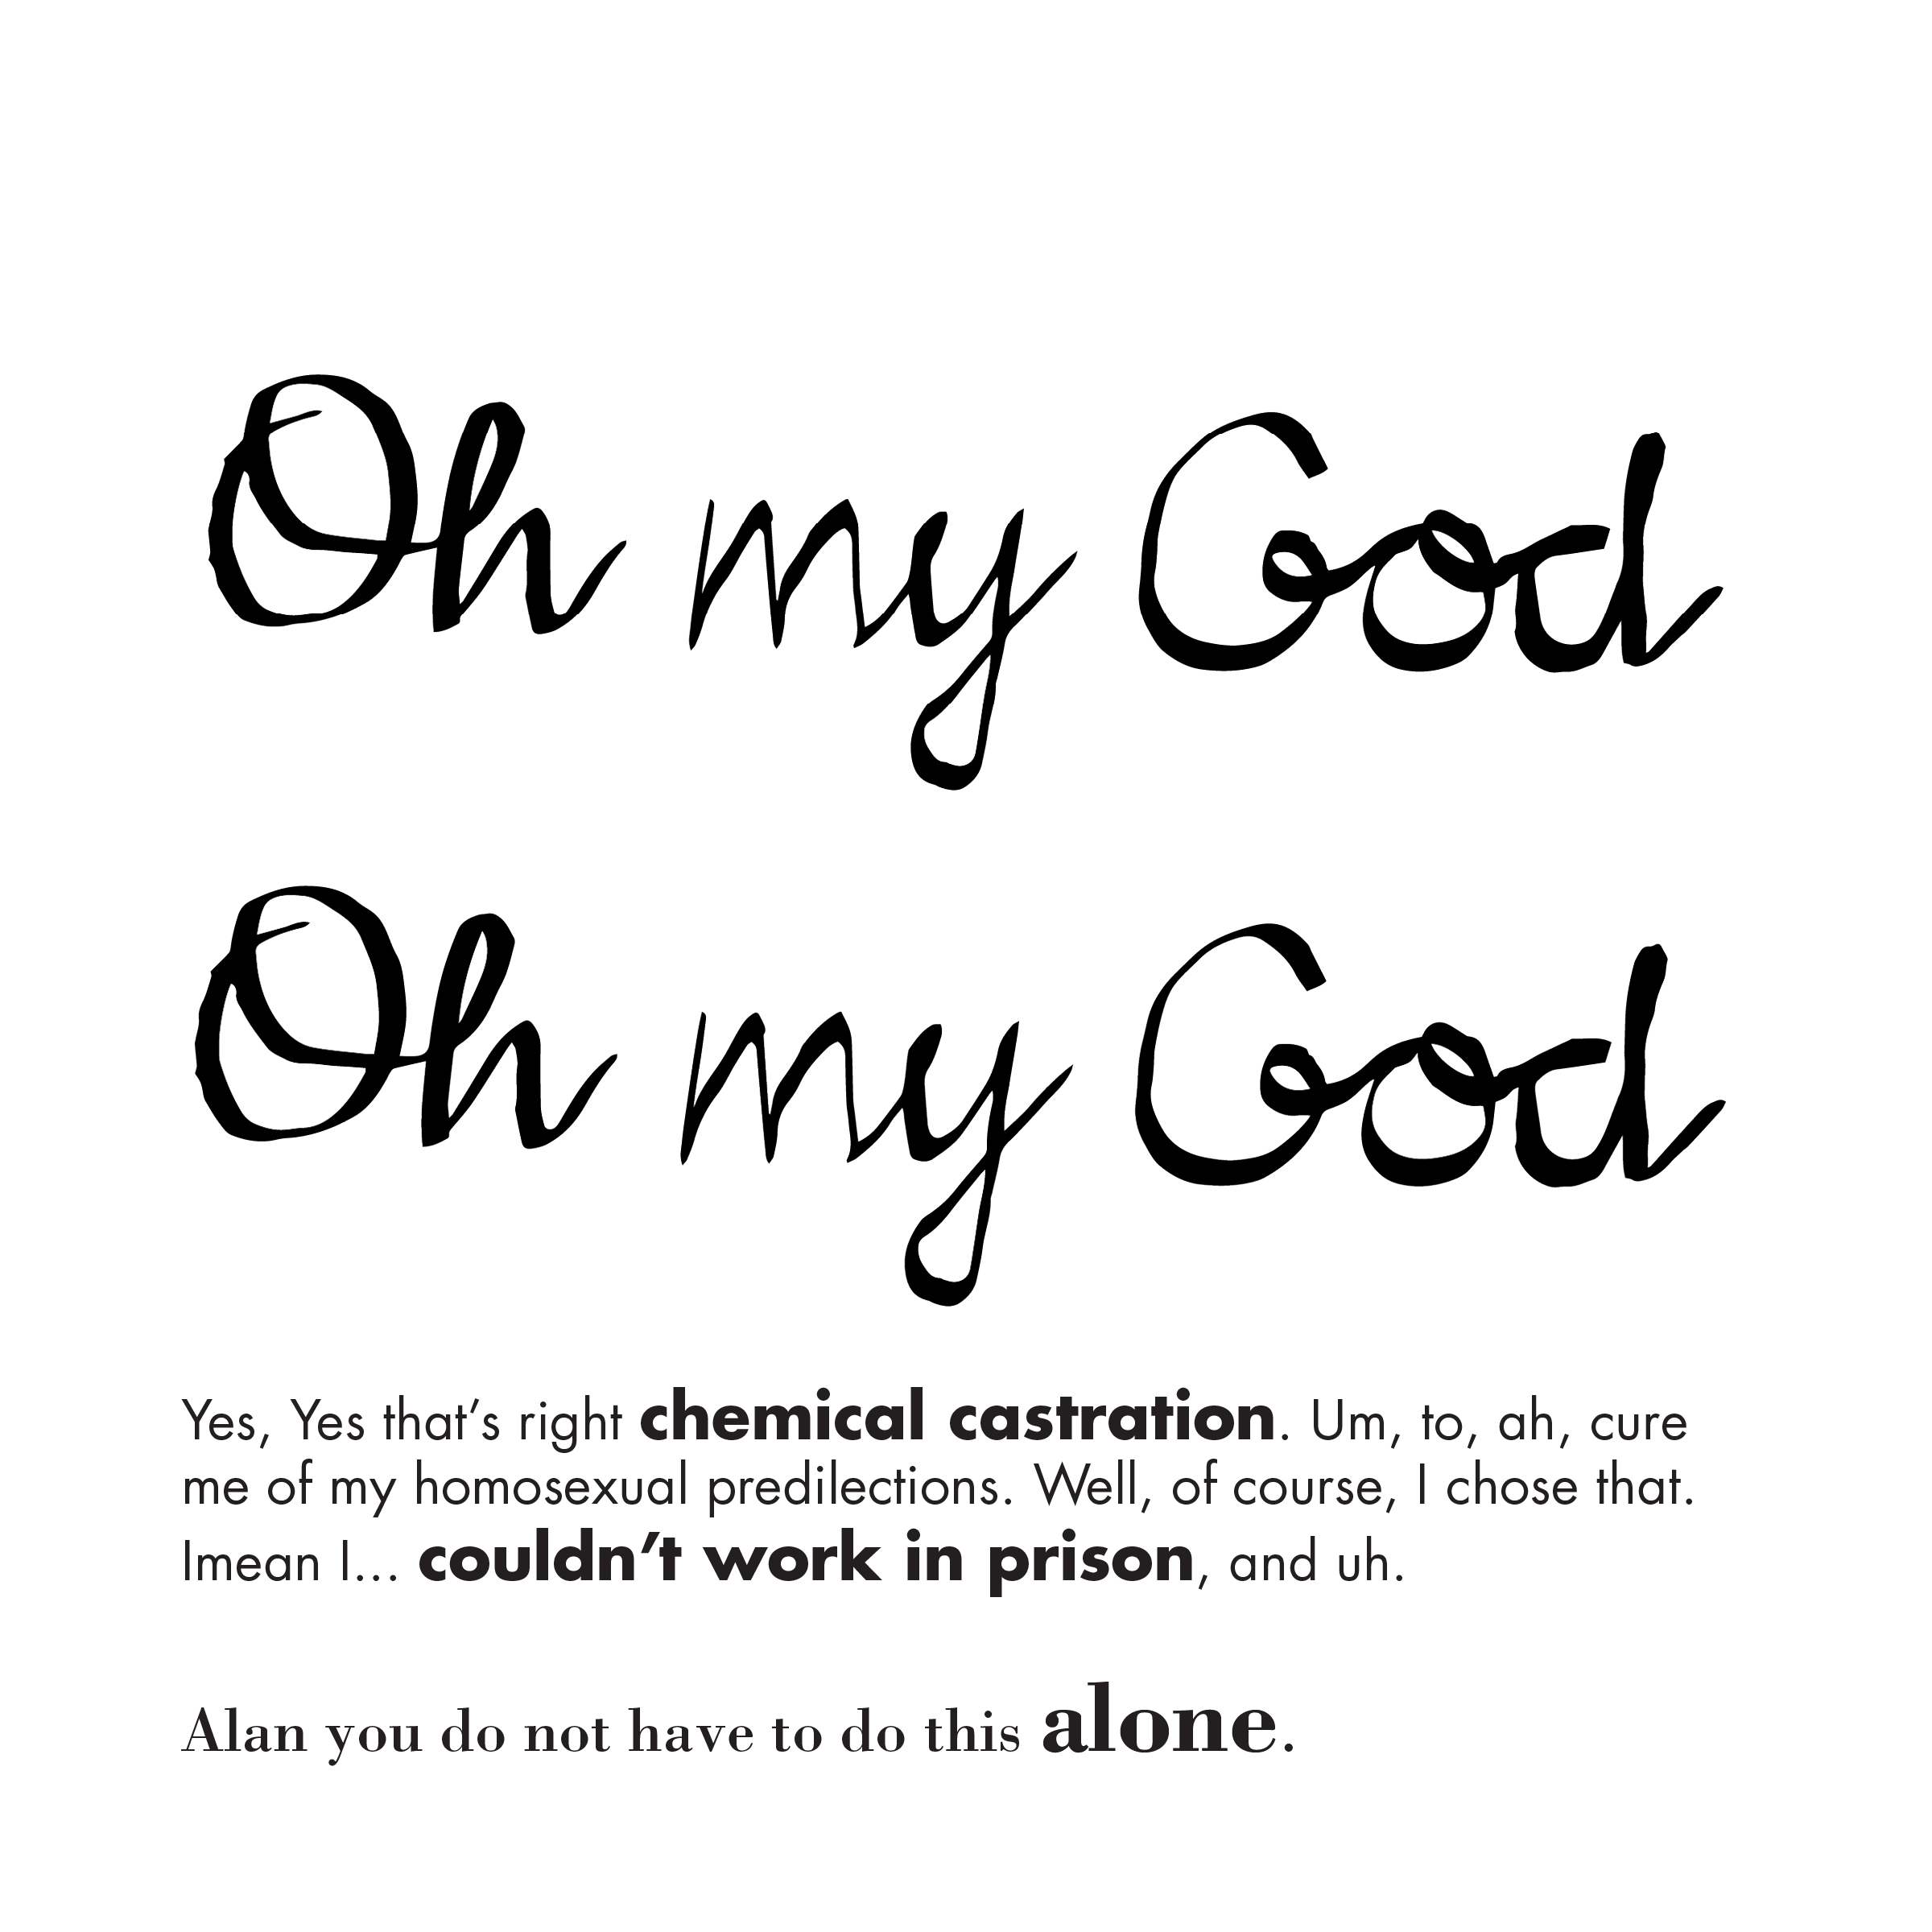 Oh my God
Oh my God
Yes, Yes that's right chemical castration. Um, to, ah, cure
me of my homosexual predilections. Well, of course, I chose that.
Imean I... couldn't work in prison, and uh.
Alan you do not have to do this alone.